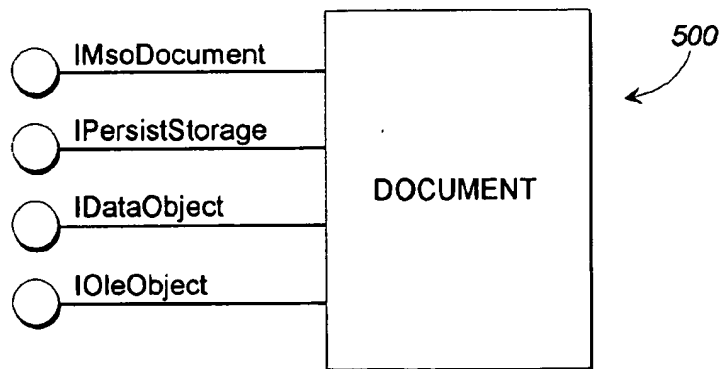 500
IMsoDocument
IPersistStorage
IDataObject
IOleObject
DOCUMENT